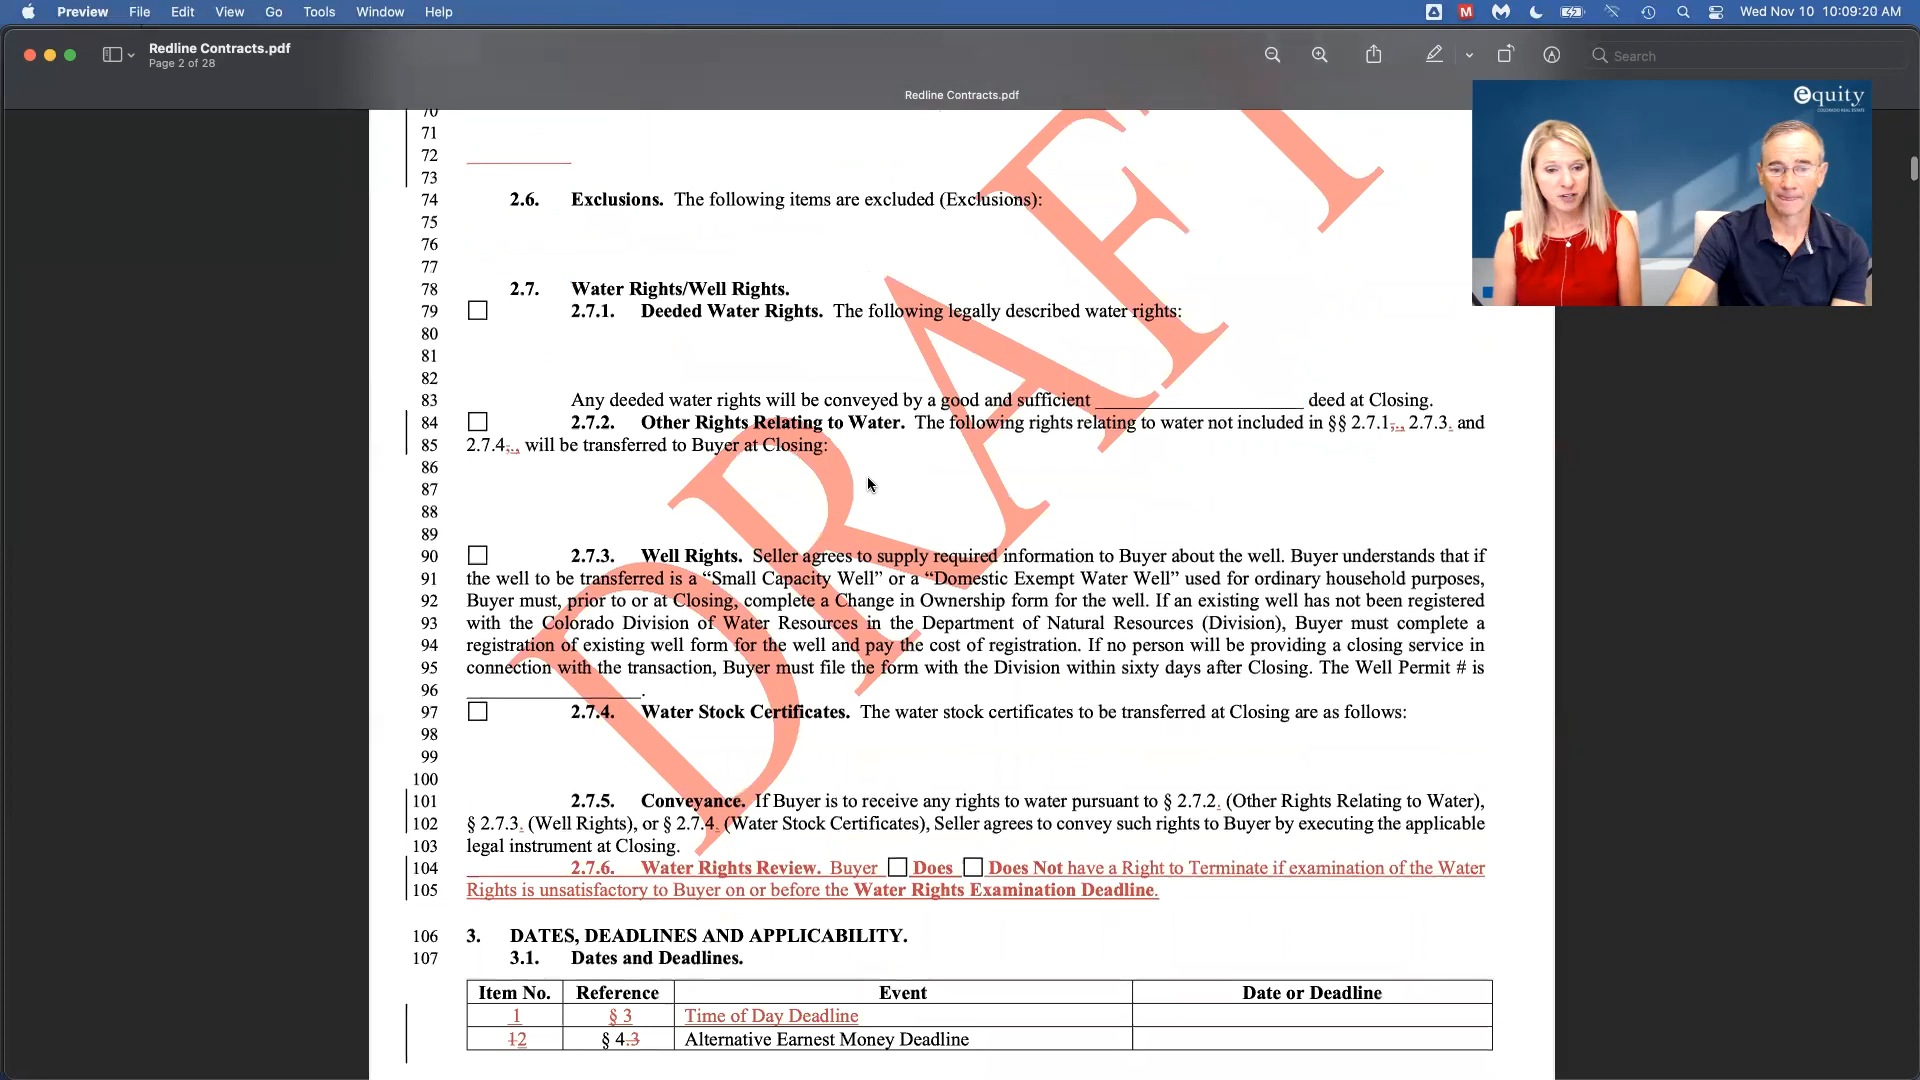 Preview File Edit View Go Tools Window Help
M
Wed Nov 10 10:09:20 AM
Redline Contracts.pdf
Page 2 of 28
Search
Redline Contracts.pdf
equity
COLORADO REAL ESTATE
DRAFT
70
71
72
73
74 2.6. Exclusions. The following items are excluded (Exclusions):
75
76
77
78 2.7. Water Rights/Well Rights.
79 2.7.1. Deeded Water Rights. The following legally described water rights:
80
81
82
83 Any deeded water rights will be conveyed by a good and sufficient ____________________ deed at Closing.
84 2.7.2. Other Rights Relating to Water. The following rights relating to water not included in §§ 2.7.1,., 2.7.3. and
85 2.7.4,., will be transferred to Buyer at Closing:
86
87
88
89
90 2.7.3. Well Rights. Seller agrees to supply required information to Buyer about the well. Buyer understands that if
91 the well to be transferred is a “Small Capacity Well” or a “Domestic Exempt Water Well” used for ordinary household purposes,
92 Buyer must, prior to or at Closing, complete a Change in Ownership form for the well. If an existing well has not been registered
93 with the Colorado Division of Water Resources in the Department of Natural Resources (Division), Buyer must complete a
94 registration of existing well form for the well and pay the cost of registration. If no person will be providing a closing service in
95 connection with the transaction, Buyer must file the form with the Division within sixty days after Closing. The Well Permit # is
96 _________________.
97 2.7.4. Water Stock Certificates. The water stock certificates to be transferred at Closing are as follows:
98
99
100
101 2.7.5. Conveyance. If Buyer is to receive any rights to water pursuant to § 2.7.2. (Other Rights Relating to Water),
102 § 2.7.3. (Well Rights), or § 2.7.4. (Water Stock Certificates), Seller agrees to convey such rights to Buyer by executing the applicable
103 legal instrument at Closing.
104 2.7.6. Water Rights Review. Buyer Does Does Not have a Right to Terminate if examination of the Water
105 Rights is unsatisfactory to Buyer on or before the Water Rights Examination Deadline.
106 3. DATES, DEADLINES AND APPLICABILITY.
107 3.1. Dates and Deadlines.
Item No. Reference Event Date or Deadline
1 § 3 Time of Day Deadline
12 § 4.3 Alternative Earnest Money Deadline